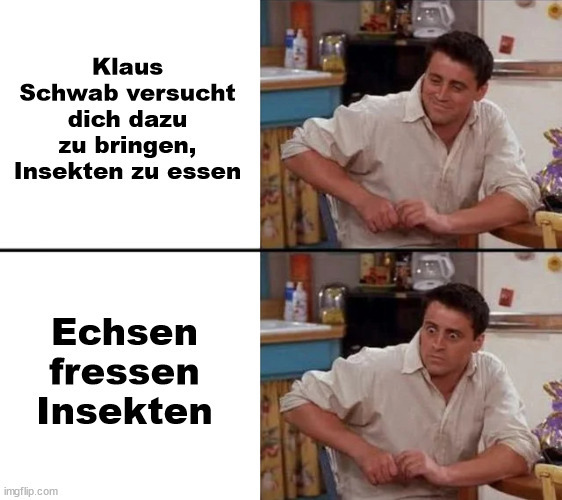 Klaus
Schwab versucht
dich dazu
zu bringen,
Insekten zu essen
Echsen
fressen
Insekten
imgflip.com